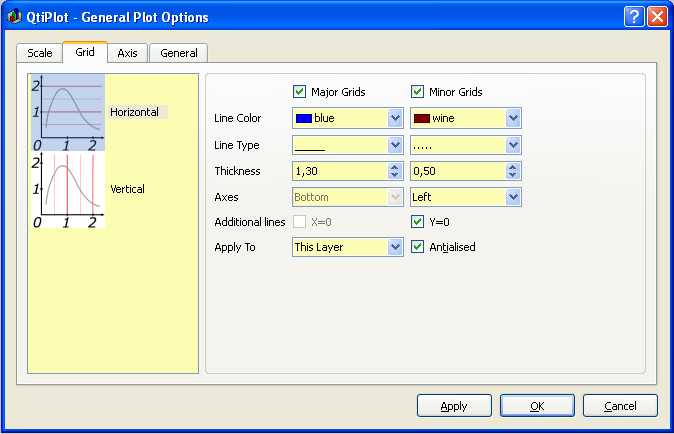 QtiPlot - General Plot Options
Scale Grid Axis General
Major Grids Minor Grids
Line Color blue wine
Line Type _____ .....
Thickness 1,30 0,50
Axes Bottom Left
Additional lines X=0 Y=0
Apply To This Layer Antialised
2
1
0 1 2
Horizontal
2
1
0 1 2
Vertical
Apply OK Cancel